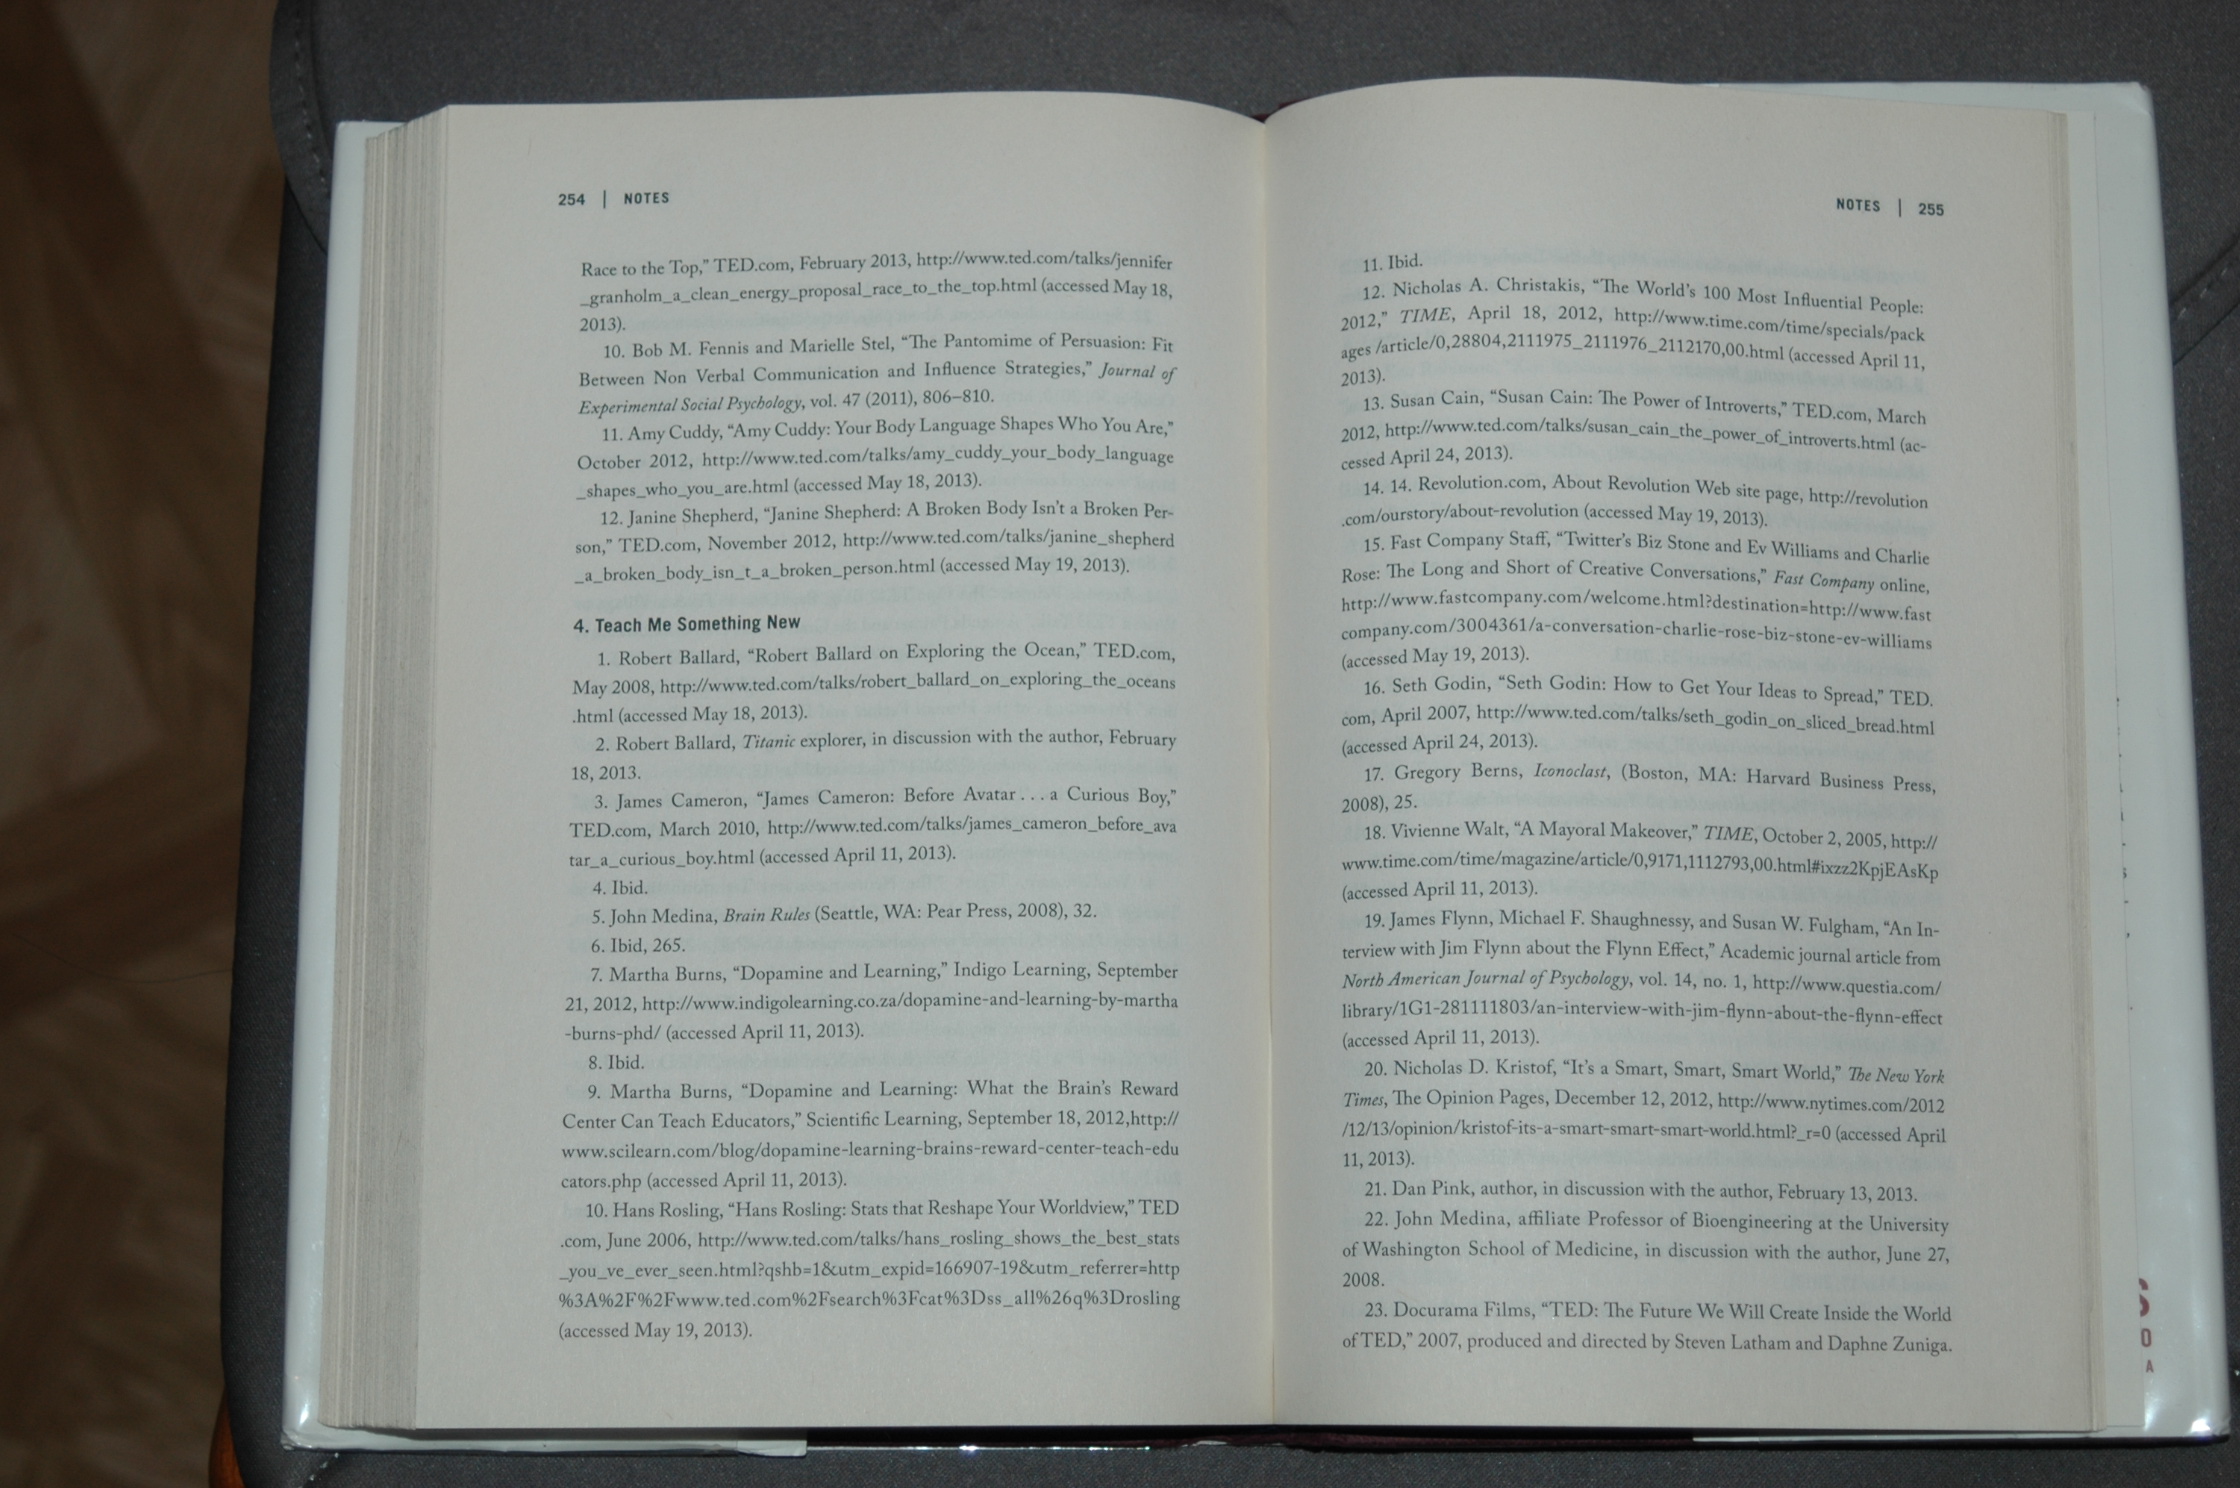 254 | NOTES
Race to the Top,” TED.com, February 2013, http://www.ted.com/talks/jennifer
_granholm_a_clean_energy_proposal_race_to_the_top.html (accessed May 18,
2013).
10. Bob M. Fennis and Marielle Stel, “The Pantomime of Persuasion: Fit
Between Non Verbal Communication and Influence Strategies,” Journal of
Experimental Social Psychology, vol. 47 (2011), 806–810.
11. Amy Cuddy, “Amy Cuddy: Your Body Language Shapes Who You Are,”
October 2012, http://www.ted.com/talks/amy_cuddy_your_body_language
_shapes_who_you_are.html (accessed May 18, 2013).
12. Janine Shepherd, “Janine Shepherd: A Broken Body Isn’t a Broken Per-
son,” TED.com, November 2012, http://www.ted.com/talks/janine_shepherd
_a_broken_body_isn_t_a_broken_person.html (accessed May 19, 2013).
4. Teach Me Something New
1. Robert Ballard, “Robert Ballard on Exploring the Ocean,” TED.com,
May 2008, http://www.ted.com/talks/robert_ballard_on_exploring_the_oceans
.html (accessed May 18, 2013).
2. Robert Ballard, Titanic explorer, in discussion with the author, February
18, 2013.
3. James Cameron, “James Cameron: Before Avatar . . . a Curious Boy,”
TED.com, March 2010, http://www.ted.com/talks/james_cameron_before_ava
tar_a_curious_boy.html (accessed April 11, 2013).
4. Ibid.
5. John Medina, Brain Rules (Seattle, WA: Pear Press, 2008), 32.
6. Ibid, 265.
7. Martha Burns, “Dopamine and Learning,” Indigo Learning, September
21, 2012, http://www.indigolearning.co.za/dopamine-and-learning-by-martha
-burns-phd/ (accessed April 11, 2013).
8. Ibid.
9. Martha Burns, “Dopamine and Learning: What the Brain’s Reward
Center Can Teach Educators,” Scientific Learning, September 18, 2012,http://
www.scilearn.com/blog/dopamine-learning-brains-reward-center-teach-edu
cators.php (accessed April 11, 2013).
10. Hans Rosling, “Hans Rosling: Stats that Reshape Your Worldview,” TED
.com, June 2006, http://www.ted.com/talks/hans_rosling_shows_the_best_stats
_you_ve_ever_seen.html?qshb=1&utm_expid=166907-19&utm_referrer=http
%3A%2F%2Fwww.ted.com%2Fsearch%3Fcat%3Dss_all%26q%3Drosling
(accessed May 19, 2013).
NOTES | 255
11. Ibid.
12. Nicholas A. Christakis, “The World’s 100 Most Influential People:
2012,” TIME, April 18, 2012, http://www.time.com/time/specials/pack
ages /article/0,28804,2111975_2111976_2112170,00.html (accessed April 11,
2013).
13. Susan Cain, “Susan Cain: The Power of Introverts,” TED.com, March
2012, http://www.ted.com/talks/susan_cain_the_power_of_introverts.html (ac-
cessed April 24, 2013).
14. 14. Revolution.com, About Revolution Web site page, http://revolution
.com/ourstory/about-revolution (accessed May 19, 2013).
15. Fast Company Staff, “Twitter’s Biz Stone and Ev Williams and Charlie
Rose: The Long and Short of Creative Conversations,” Fast Company online,
http://www.fastcompany.com/welcome.html?destination=http://www.fast
company.com/3004361/a-conversation-charlie-rose-biz-stone-ev-williams
(accessed May 19, 2013).
16. Seth Godin, “Seth Godin: How to Get Your Ideas to Spread,” TED.
com, April 2007, http://www.ted.com/talks/seth_godin_on_sliced_bread.html
(accessed April 24, 2013).
17. Gregory Berns, Iconoclast, (Boston, MA: Harvard Business Press,
2008), 25.
18. Vivienne Walt, “A Mayoral Makeover,” TIME, October 2, 2005, http://
www.time.com/time/magazine/article/0,9171,1112793,00.html#ixzz2KpjEAsKp
(accessed April 11, 2013).
19. James Flynn, Michael F. Shaughnessy, and Susan W. Fulgham, “An In-
terview with Jim Flynn about the Flynn Effect,” Academic journal article from
North American Journal of Psychology, vol. 14, no. 1, http://www.questia.com/
library/1G1-281111803/an-interview-with-jim-flynn-about-the-flynn-effect
(accessed April 11, 2013).
20. Nicholas D. Kristof, “It’s a Smart, Smart, Smart World,” The New York
Times, The Opinion Pages, December 12, 2012, http://www.nytimes.com/2012
/12/13/opinion/kristof-its-a-smart-smart-smart-world.html?_r=0 (accessed April
11, 2013).
21. Dan Pink, author, in discussion with the author, February 13, 2013.
22. John Medina, affiliate Professor of Bioengineering at the University
of Washington School of Medicine, in discussion with the author, June 27,
2008.
23. Docurama Films, “TED: The Future We Will Create Inside the World
of TED,” 2007, produced and directed by Steven Latham and Daphne Zuniga.